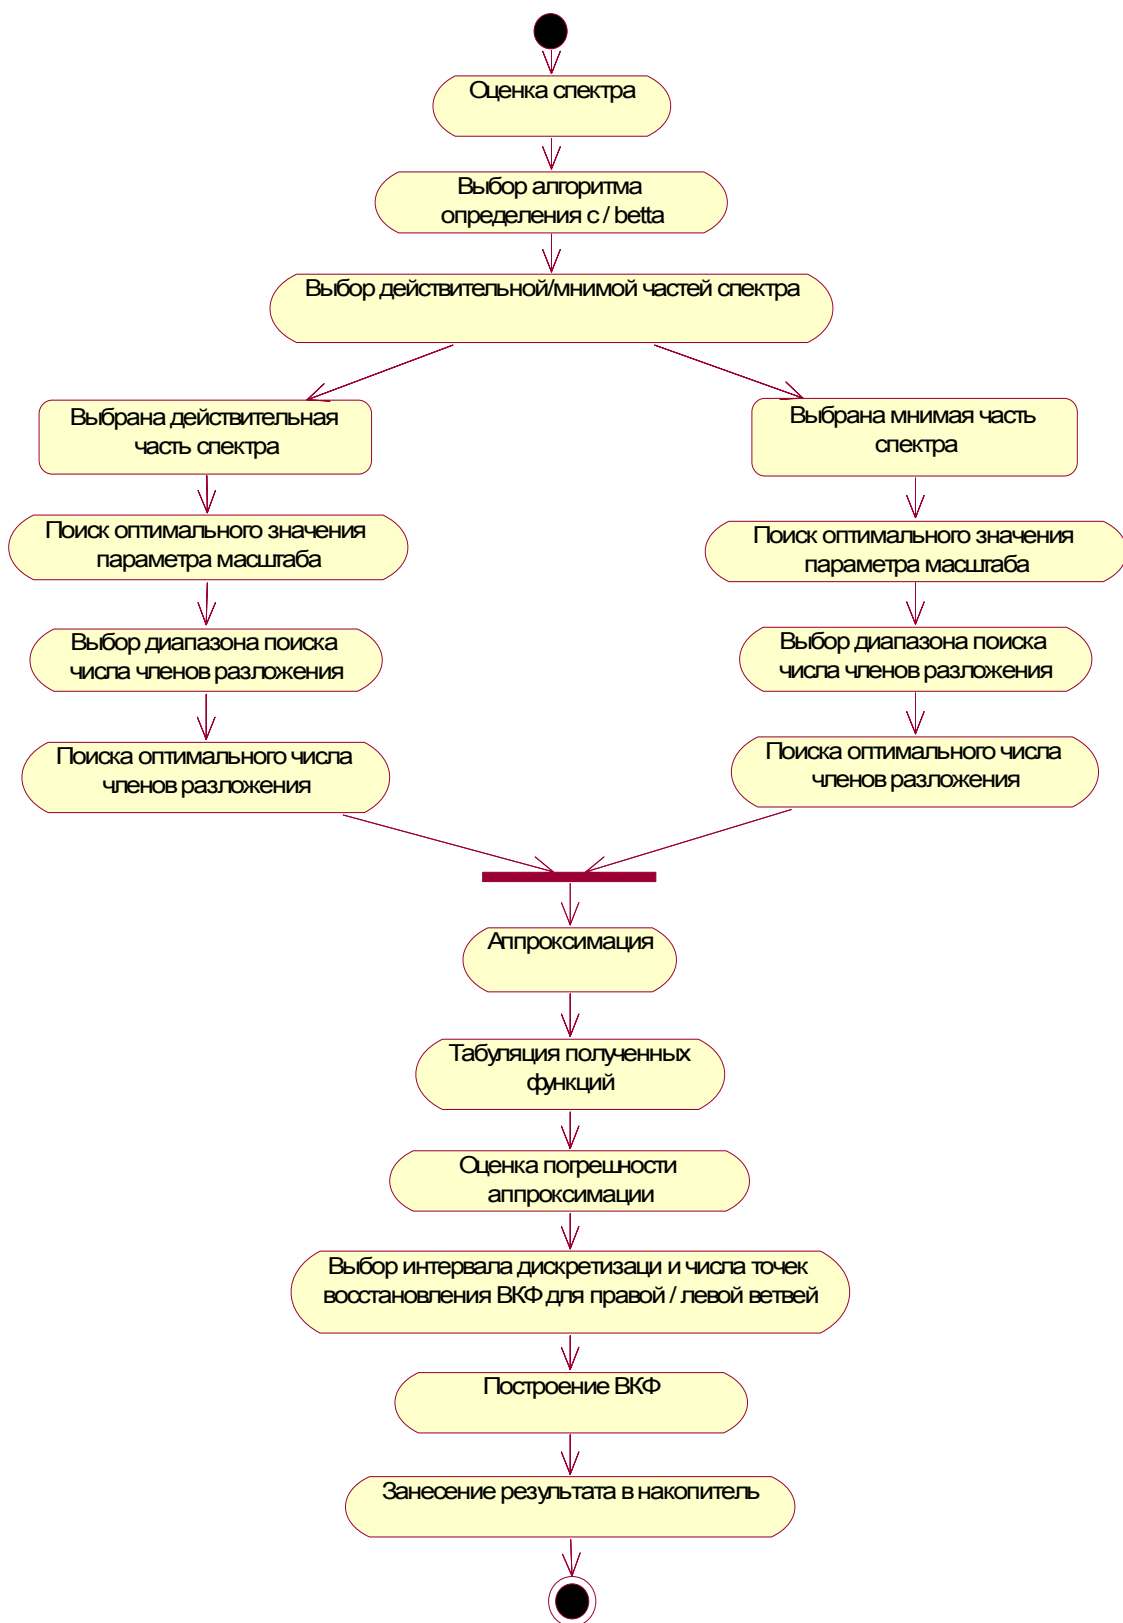 Оценка спектра
Выбор алгоритма
определения с / betta
Выбор действительной/мнимой частей спектра
Выбрана действительная
часть спектра
Выбрана мнимая часть
спектра
Поиск оптимального значения
параметра масштаба
Поиск оптимального значения
параметра масштаба
Выбор диапазона поиска
числа членов разложения
Выбор диапазона поиска
числа членов разложения
Поиска оптимального числа
членов разложения
Поиска оптимального числа
членов разложения
Аппроксимация
Табуляция полученных
функций
Оценка погрешности
аппроксимации
Выбор интервала дискретизаци и числа точек
восстановления ВКФ для правой / левой ветвей
Построение ВКФ
Занесение результата в накопитель